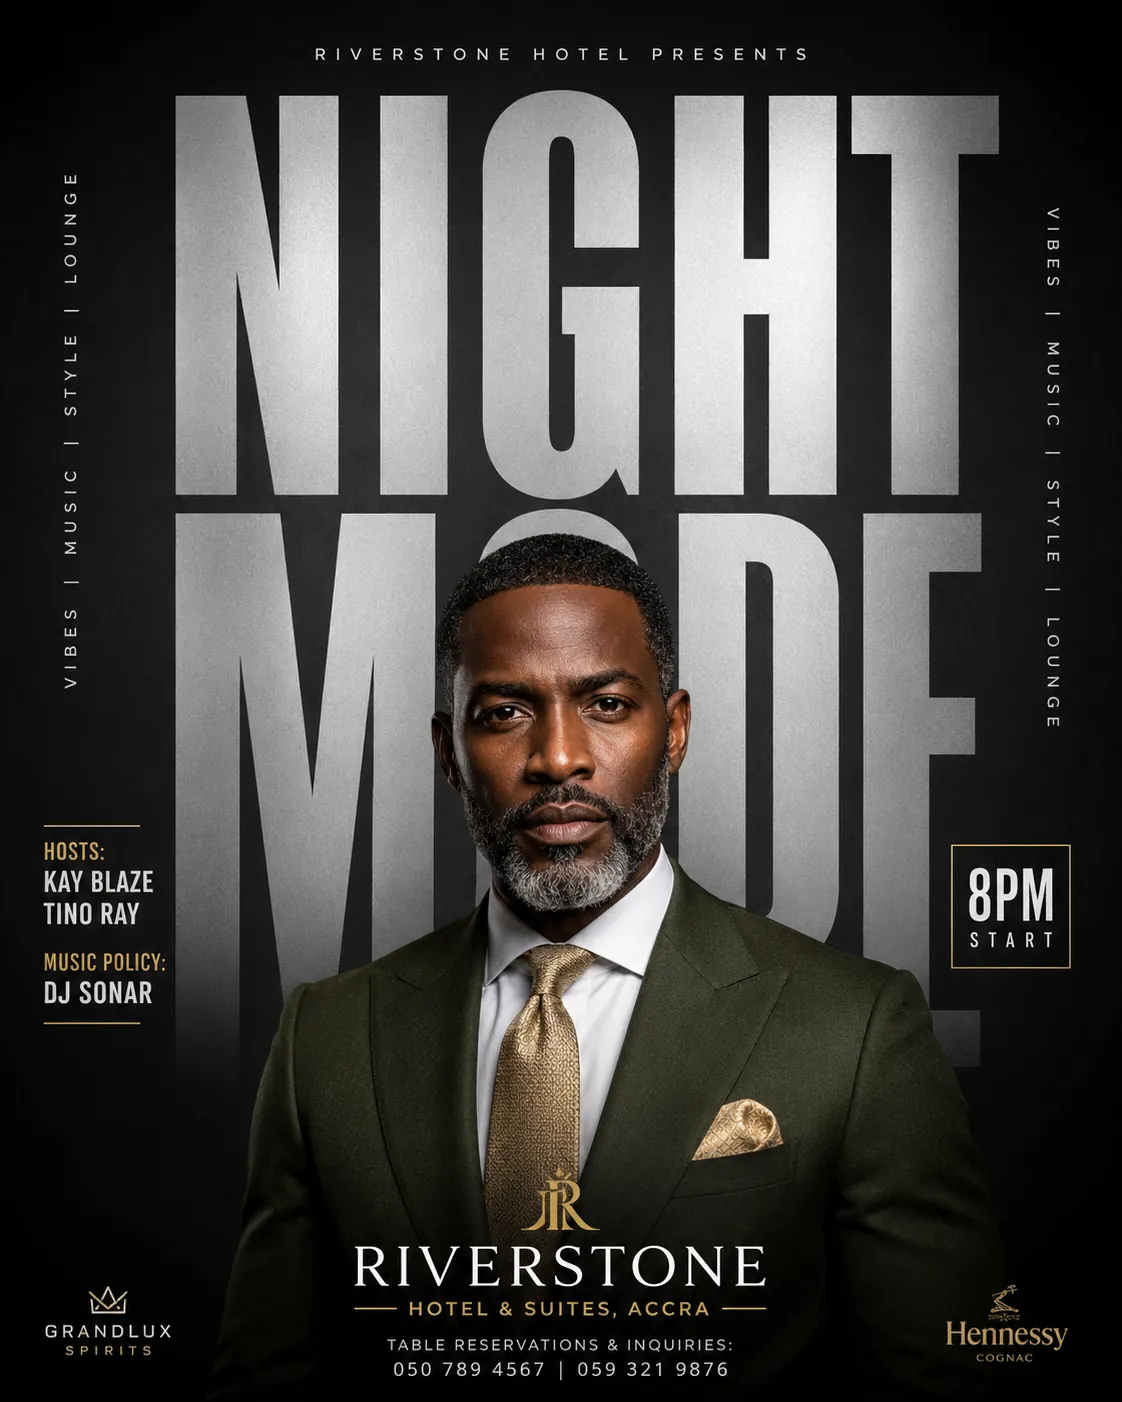 RIVERSTONE HOTEL PRESENTS
NIGHT
MODE
VIBES | MUSIC | STYLE | LOUNGE
VIBES | MUSIC | STYLE | LOUNGE
HOSTS:
KAY BLAZE
TINO RAY
MUSIC POLICY:
DJ SONAR
8PM
START
JR
RIVERSTONE
HOTEL & SUITES, ACCRA
TABLE RESERVATIONS & INQUIRIES:
050 789 4567 | 059 321 9876
GRANDLUX
SPIRITS
Hennessy
COGNAC